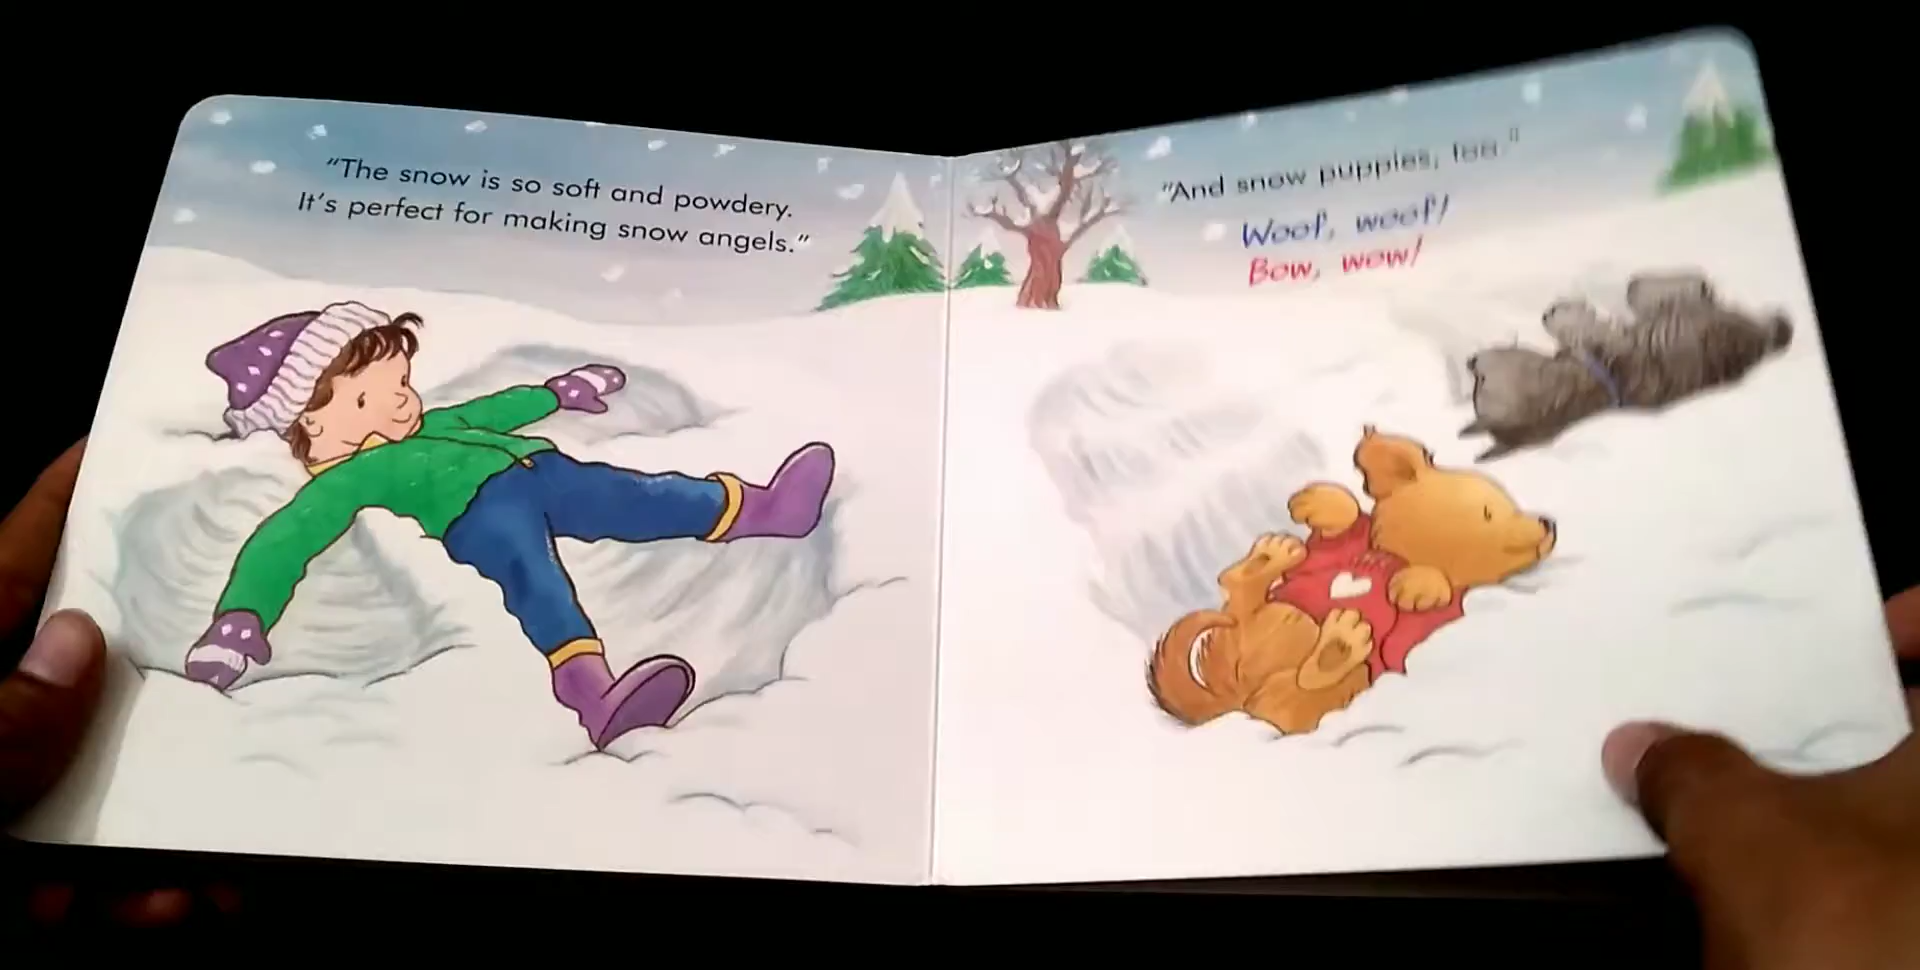 "The snow is so soft and powdery.
It's perfect for making snow angels."
"And snow puppies, too."
Woof, woof!
Bow, wow!